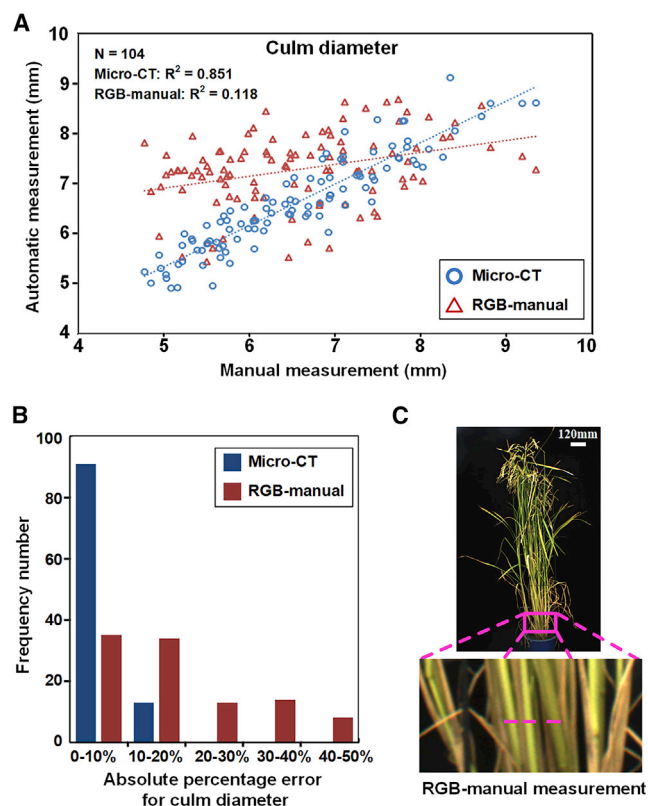 A
Culm diameter
N = 104
Micro-CT: R² = 0.851
RGB-manual: R² = 0.118
Automatic measurement (mm)
10
9
8
7
6
5
4
Micro-CT
RGB-manual
4 5 6 7 8 9 10
Manual measurement (mm)
B
Frequency number
100
80
60
40
20
0
Micro-CT
RGB-manual
0-10% 10-20% 20-30% 30-40% 40-50%
Absolute percentage error
for culm diameter
C
120mm
RGB-manual measurement